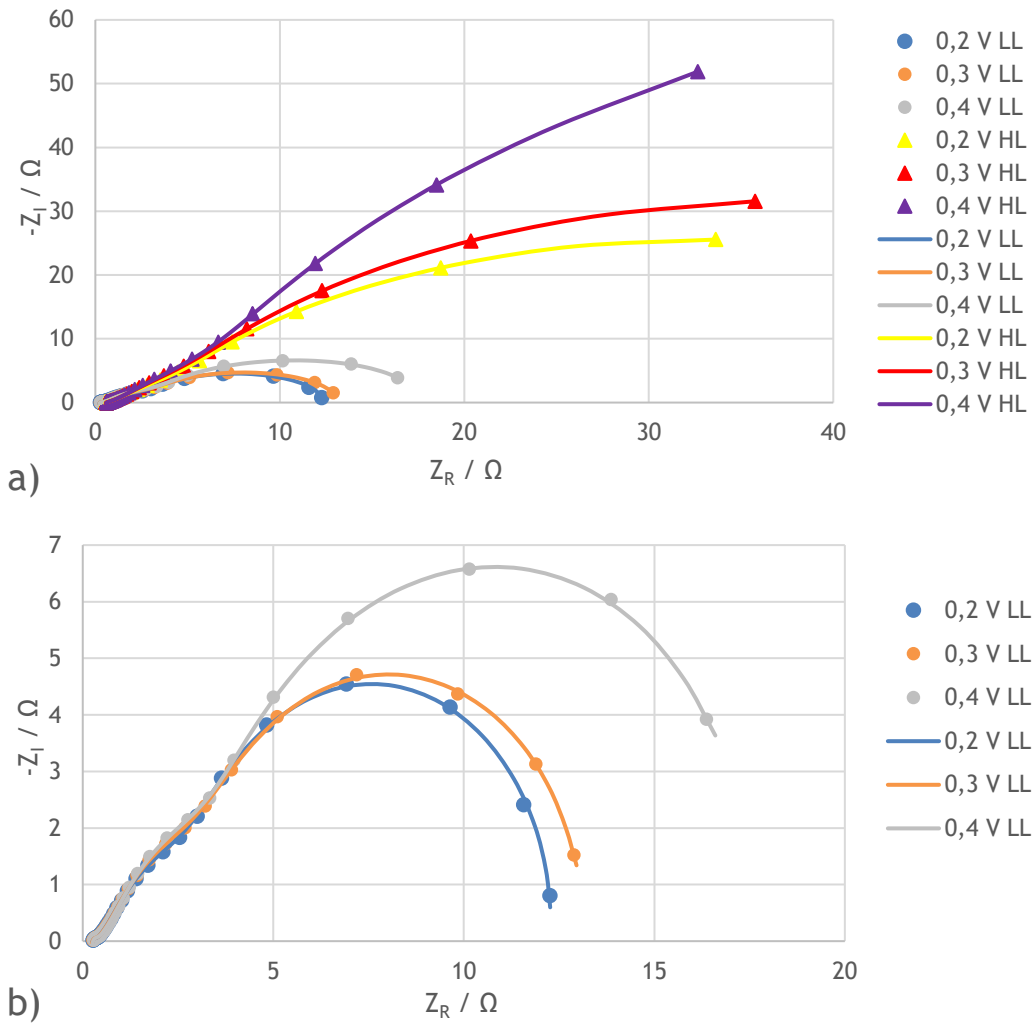 60
50
40
30
20
10
0
-Z_I / Ω
0 10 20 30 40
Z_R / Ω
a)
0,2 V LL
0,3 V LL
0,4 V LL
0,2 V HL
0,3 V HL
0,4 V HL
0,2 V LL
0,3 V LL
0,4 V LL
0,2 V HL
0,3 V HL
0,4 V HL
7
6
5
4
3
2
1
0
-Z_I / Ω
0 5 10 15 20
Z_R / Ω
b)
0,2 V LL
0,3 V LL
0,4 V LL
0,2 V LL
0,3 V LL
0,4 V LL